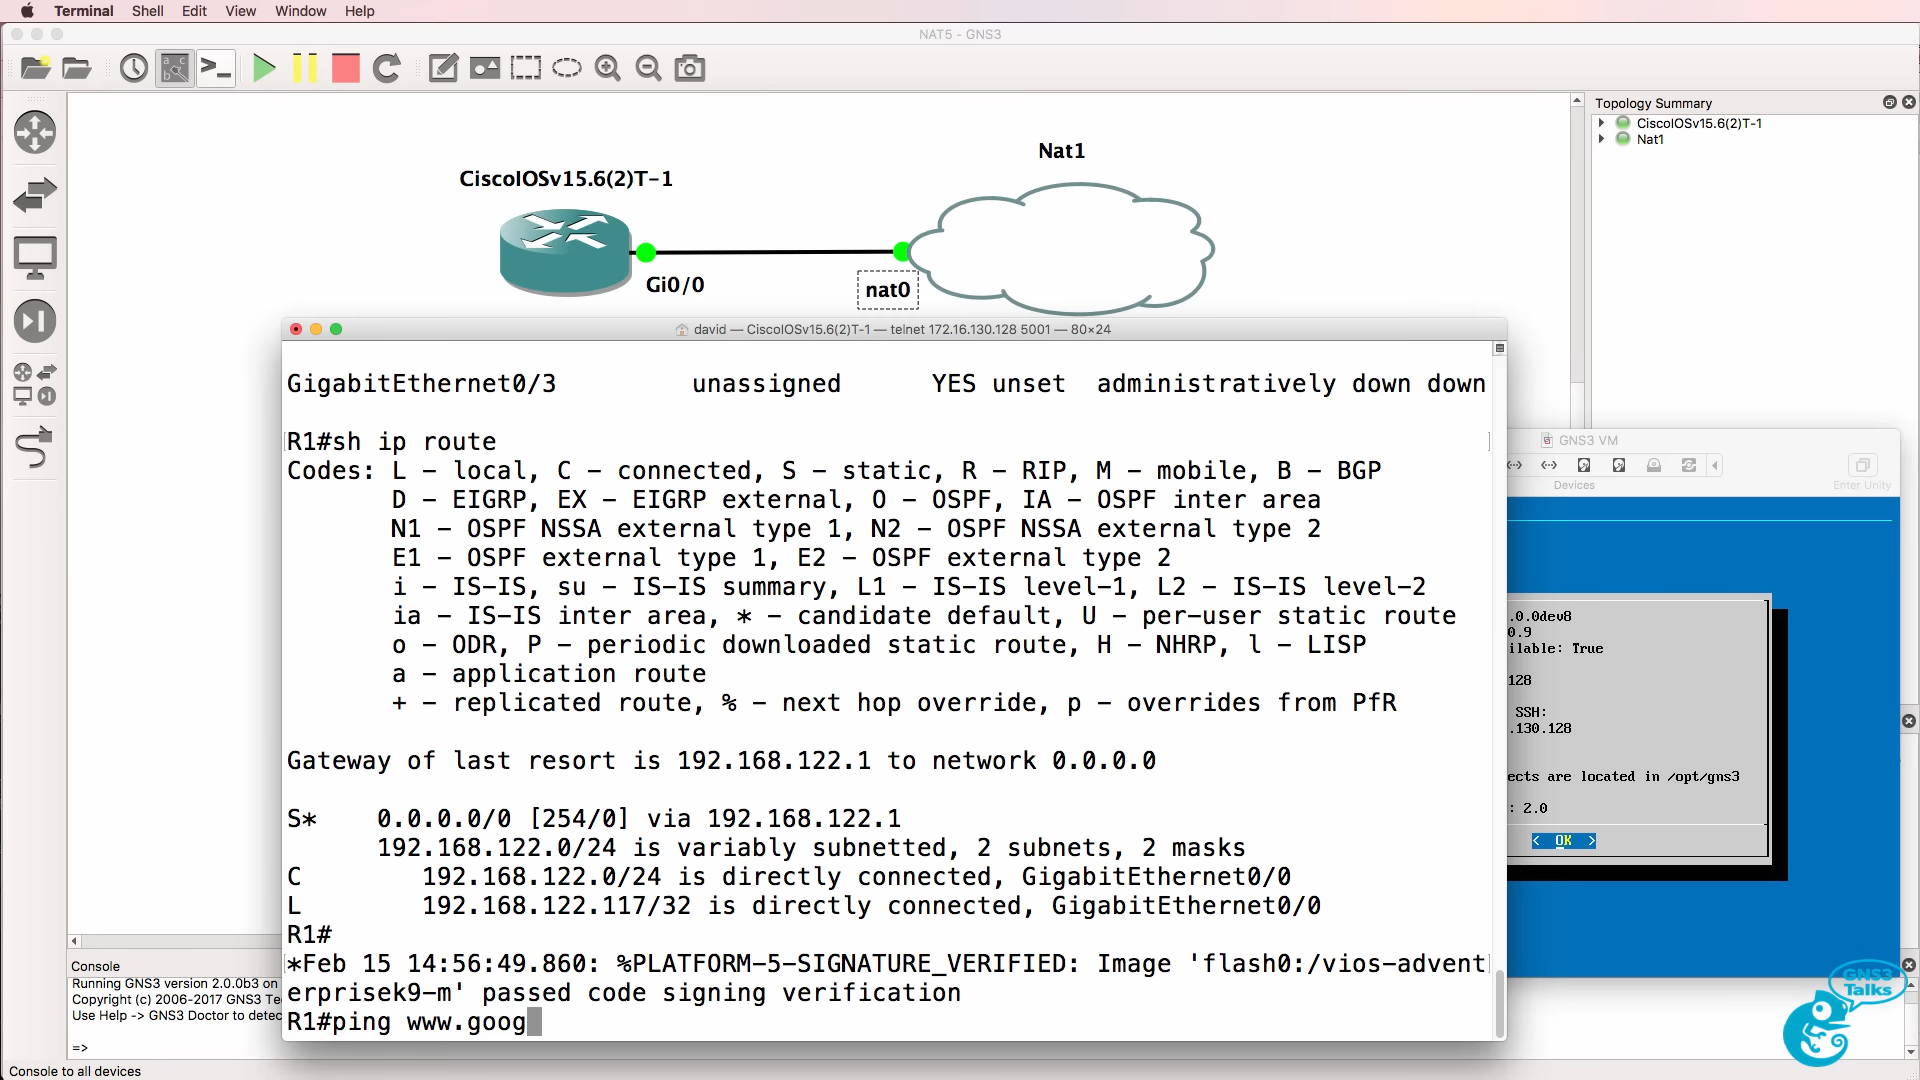 Terminal Shell Edit View Window Help
NAT5 - GNS3
Topology Summary
CiscoIOSv15.6(2)T-1
Nat1
Nat1
CiscoIOSv15.6(2)T-1
Gi0/0
nat0
david — CiscoIOSv15.6(2)T-1 — telnet 172.16.130.128 5001 — 80×24
GigabitEthernet0/3 unassigned YES unset administratively down down
R1#sh ip route
Codes: L - local, C - connected, S - static, R - RIP, M - mobile, B - BGP
D - EIGRP, EX - EIGRP external, O - OSPF, IA - OSPF inter area
N1 - OSPF NSSA external type 1, N2 - OSPF NSSA external type 2
E1 - OSPF external type 1, E2 - OSPF external type 2
i - IS-IS, su - IS-IS summary, L1 - IS-IS level-1, L2 - IS-IS level-2
ia - IS-IS inter area, * - candidate default, U - per-user static route
o - ODR, P - periodic downloaded static route, H - NHRP, l - LISP
a - application route
+ - replicated route, % - next hop override, p - overrides from PfR
Gateway of last resort is 192.168.122.1 to network 0.0.0.0
S* 0.0.0.0/0 [254/0] via 192.168.122.1
192.168.122.0/24 is variably subnetted, 2 subnets, 2 masks
C 192.168.122.0/24 is directly connected, GigabitEthernet0/0
L 192.168.122.117/32 is directly connected, GigabitEthernet0/0
R1#
*Feb 15 14:56:49.860: %PLATFORM-5-SIGNATURE_VERIFIED: Image 'flash0:/vios-advent
erprisek9-m' passed code signing verification
R1#ping www.goog
GNS3 VM
Devices
Enter Unity
.0.0dev8
0.9
ilable: True
128
SSH:
.130.128
ects are located in /opt/gns3
: 2.0
< OK >
Console
Running GNS3 version 2.0.0b3 on
Copyright (c) 2006-2017 GNS3 Te
Use Help -> GNS3 Doctor to detec
=>
Console to all devices
GNS3
Talks